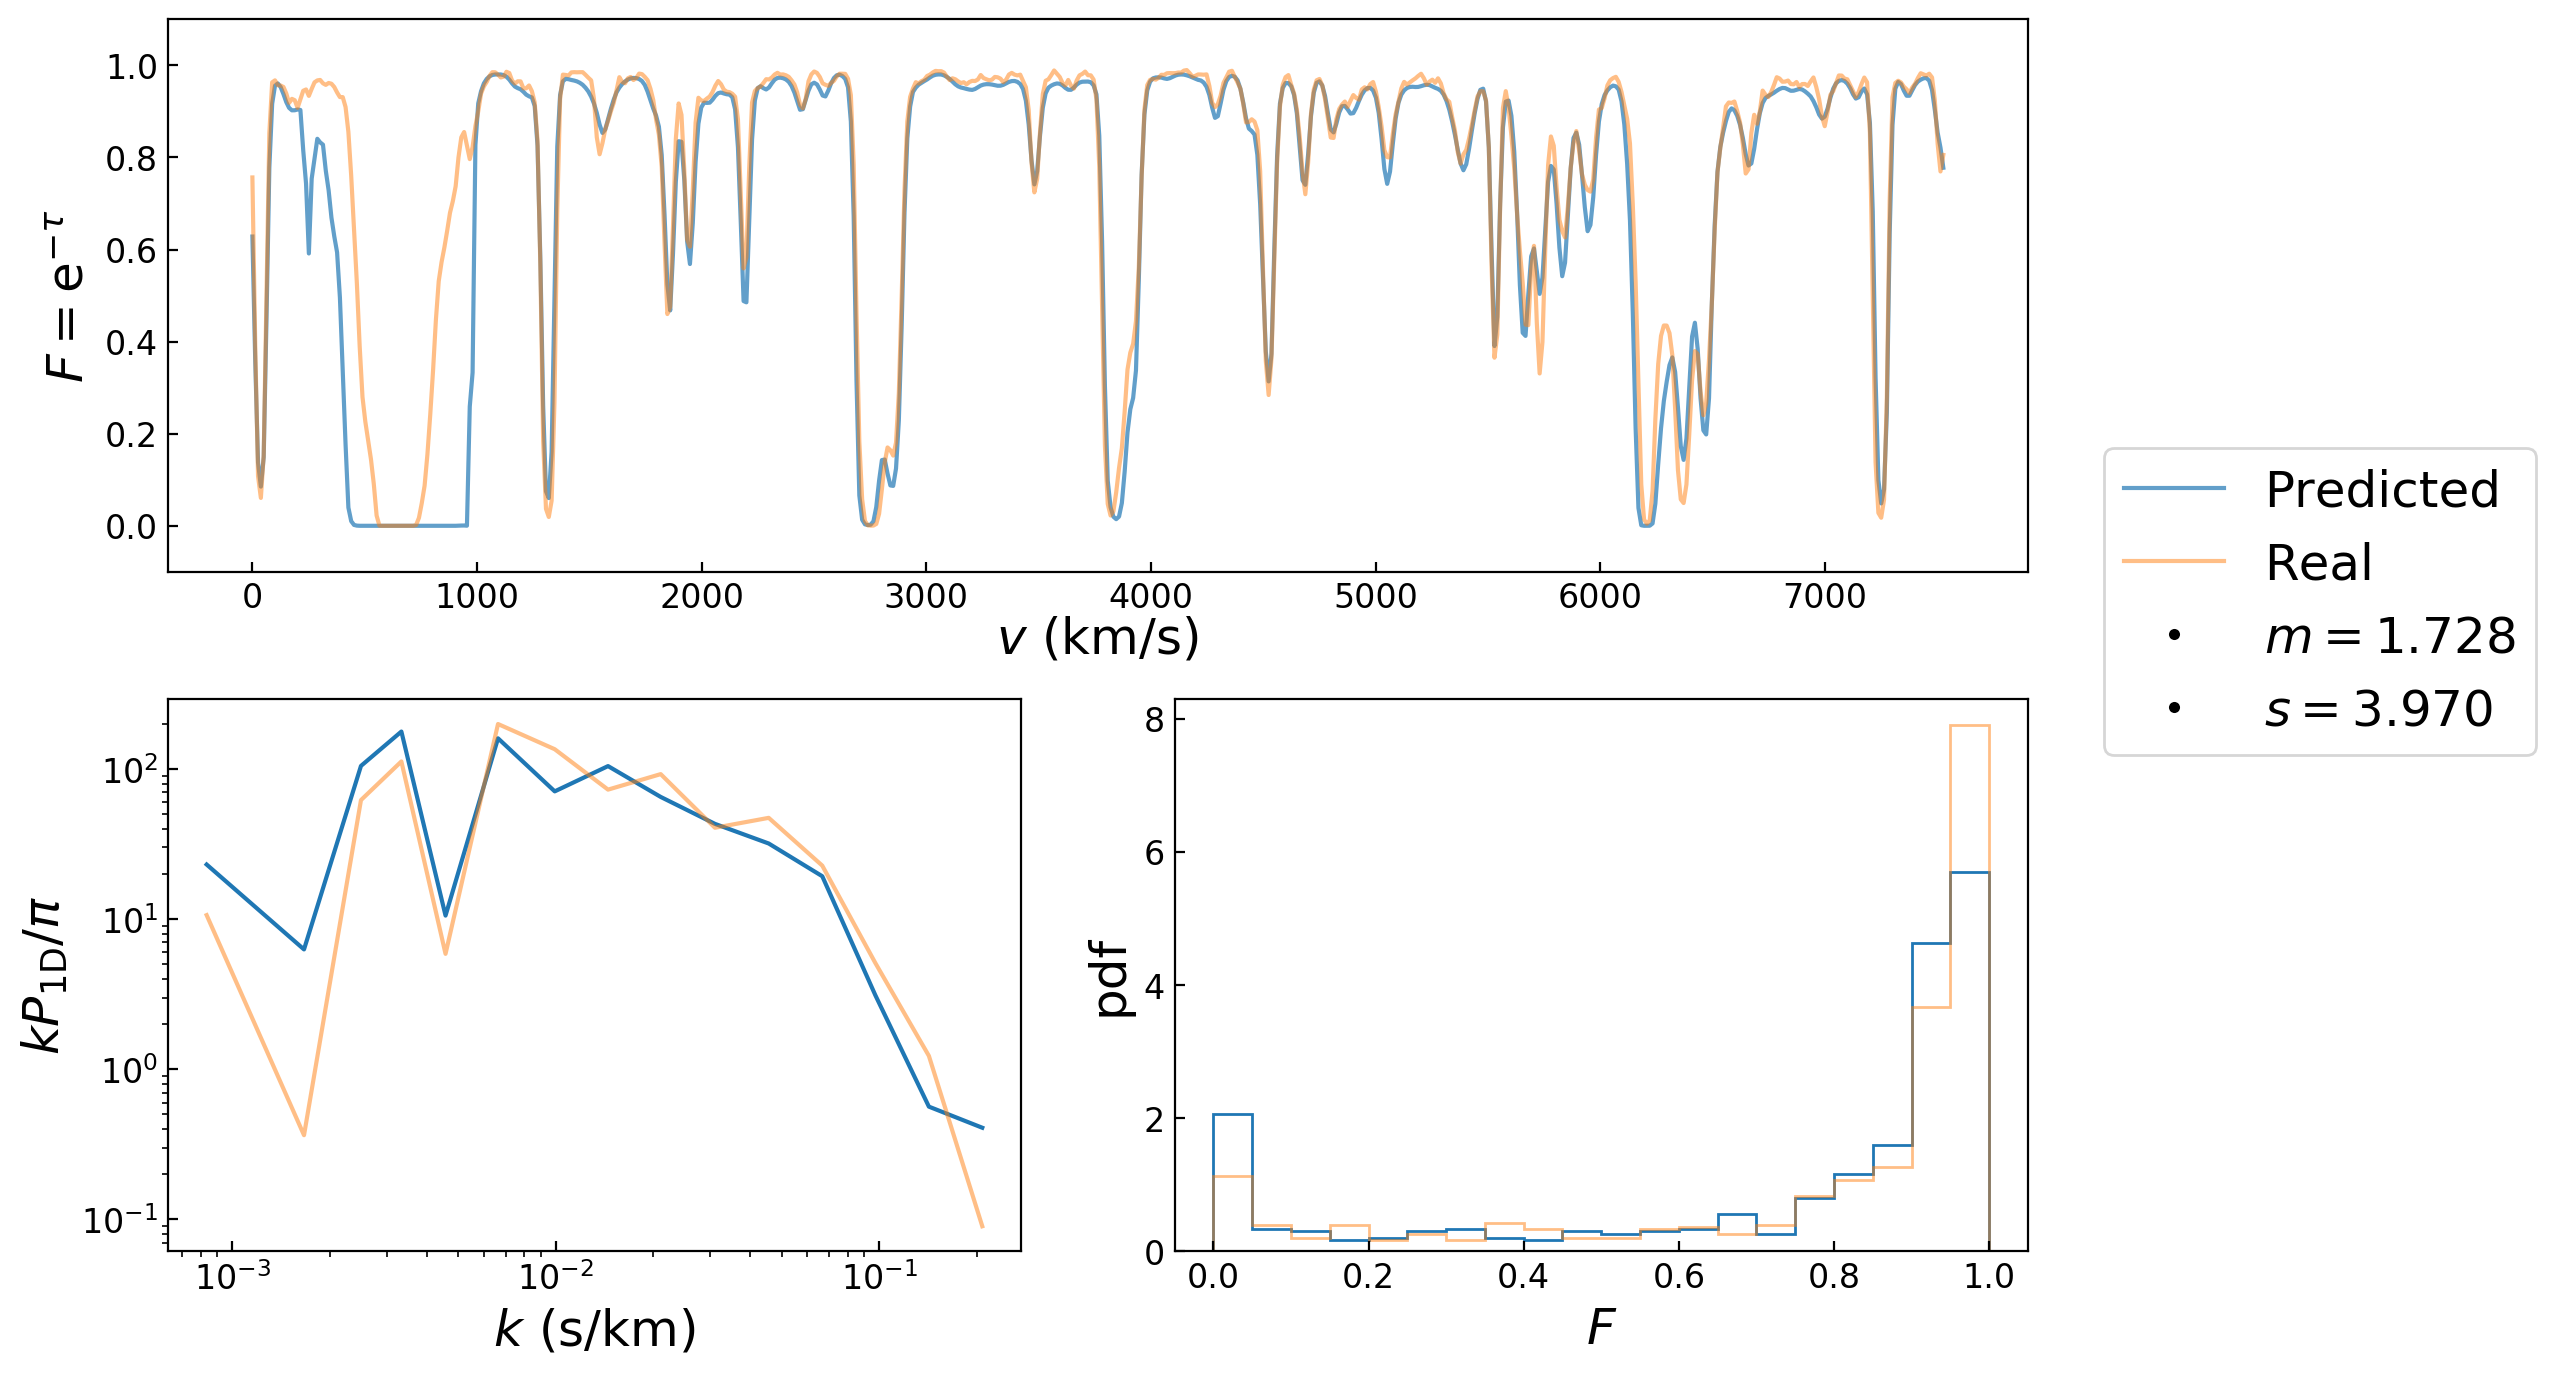 1.0
0.8
0.6
0.4
0.2
0.0
F = e^{−τ}
0 1000 2000 3000 4000 5000 6000 7000
v (km/s)
Predicted
Real
m = 1.728
s = 3.970
10^2
10^1
10^0
10^{−1}
kP_{1D}/π
10^{−3} 10^{−2} 10^{−1}
k (s/km)
8
6
4
2
0
pdf
0.0 0.2 0.4 0.6 0.8 1.0
F